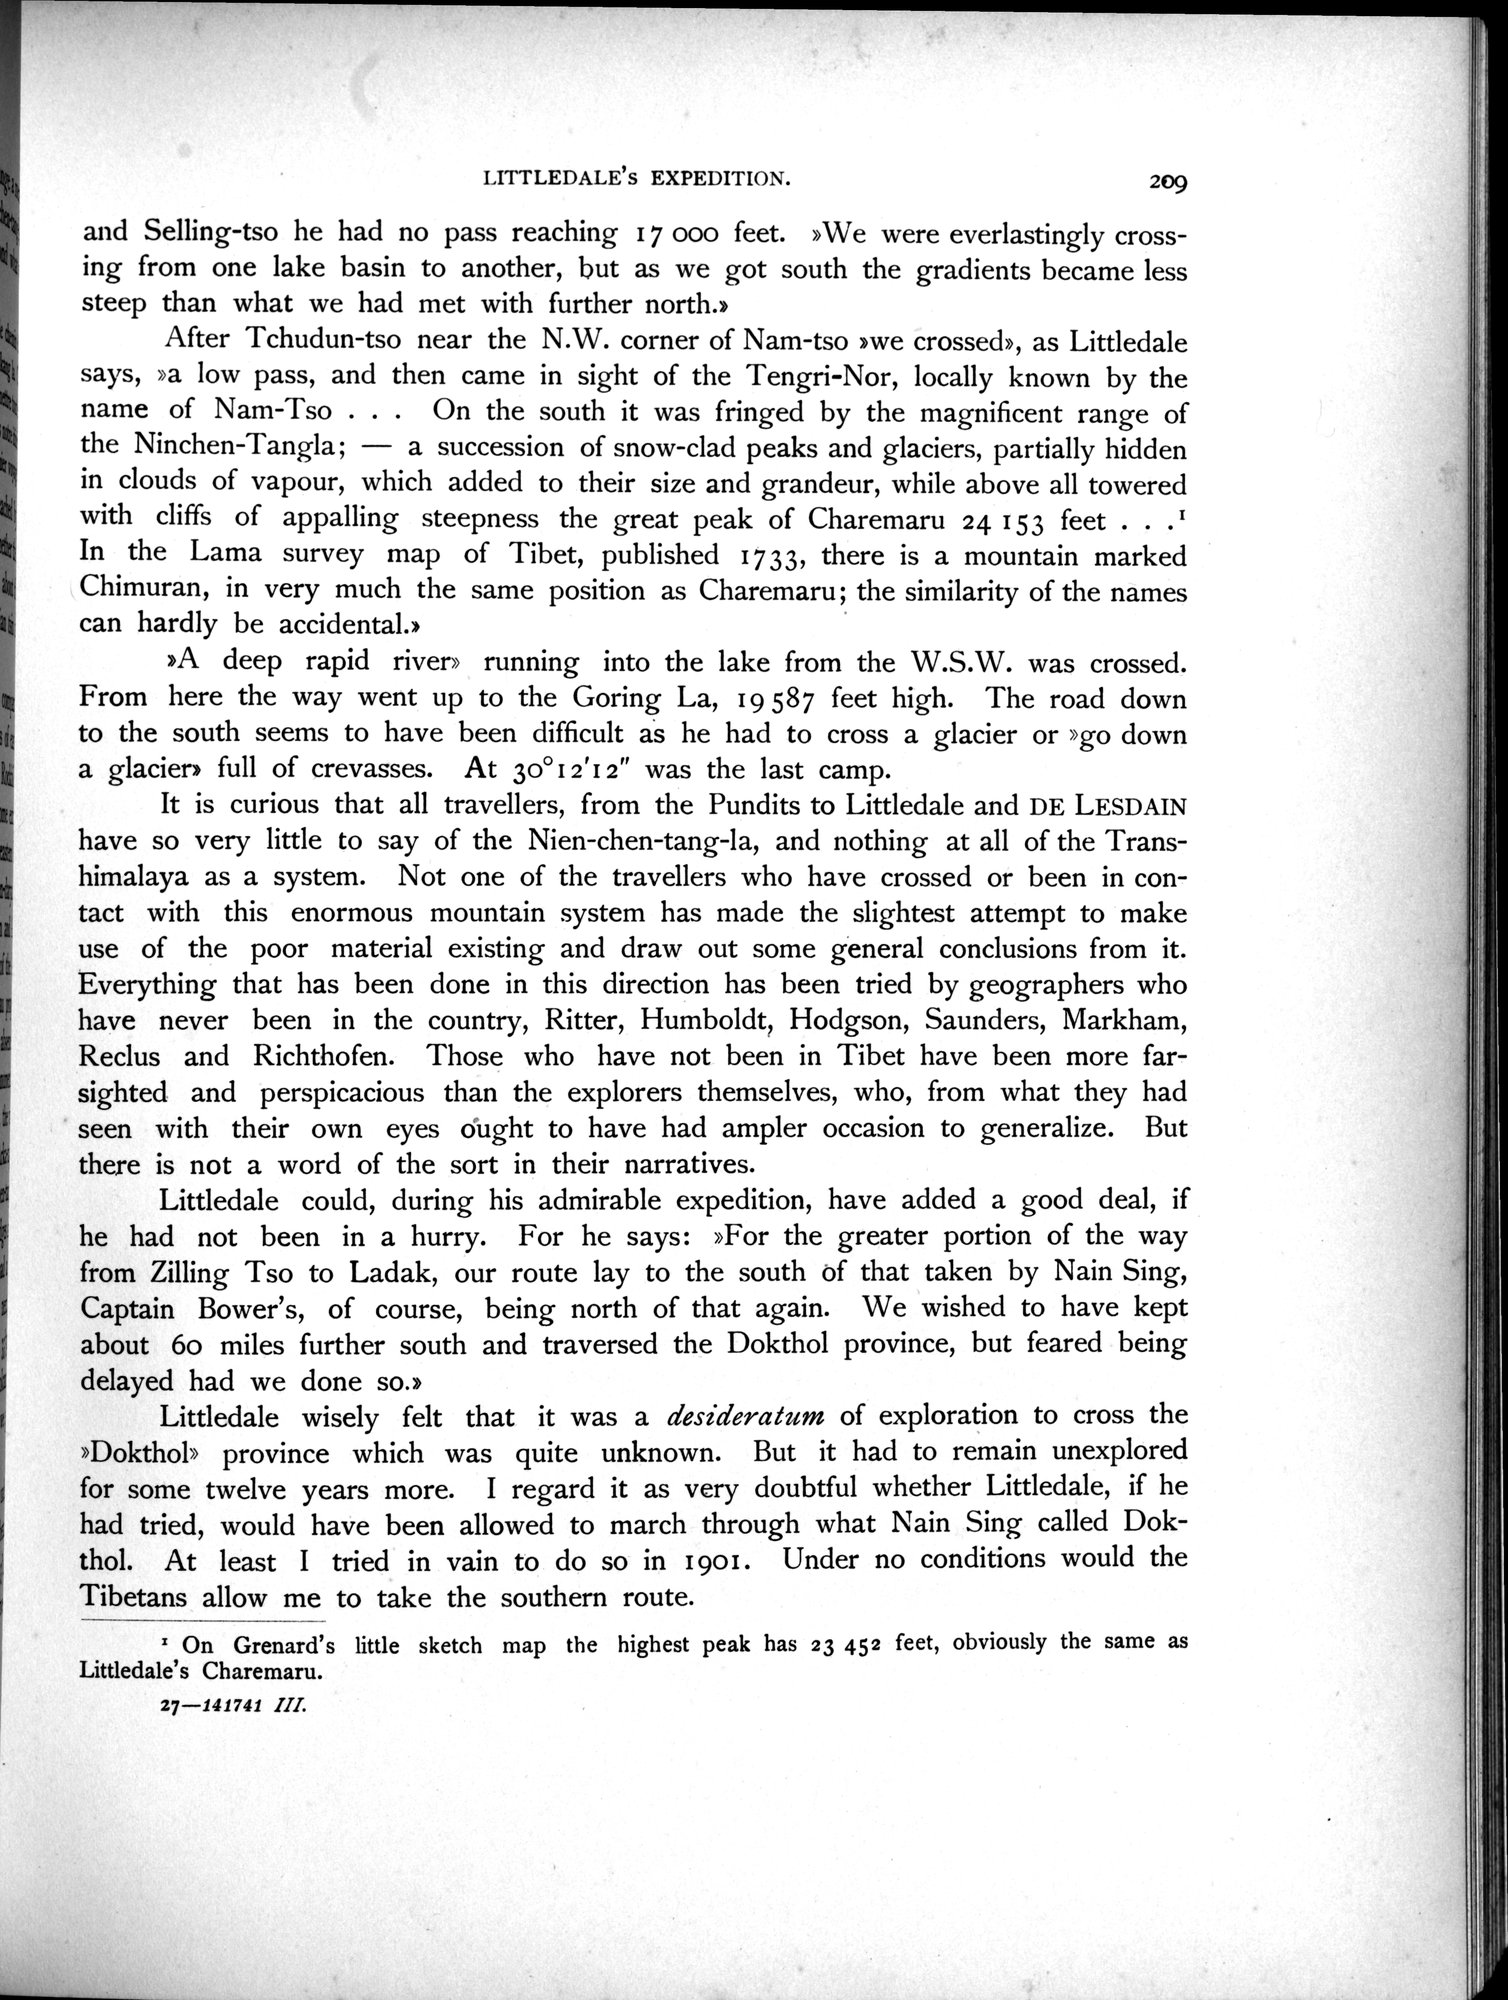 LITTLEDALE's EXPEDITION. 209
and Selling-tso he had no pass reaching 17 000 feet. »We were everlastingly cross-
ing from one lake basin to another, but as we got south the gradients became less
steep than what we had met with further north.»
After Tchudun-tso near the N.W. corner of Nam-tso »we crossed», as Littledale
says, »a low pass, and then came in sight of the Tengri-Nor, locally known by the
name of Nam-Tso . . . On the south it was fringed by the magnificent range of
the Ninchen-Tangla; — a succession of snow-clad peaks and glaciers, partially hidden
in clouds of vapour, which added to their size and grandeur, while above all towered
with cliffs of appalling steepness the great peak of Charemaru 24 153 feet . . .¹
In the Lama survey map of Tibet, published 1733, there is a mountain marked
Chimuran, in very much the same position as Charemaru; the similarity of the names
can hardly be accidental.»
»A deep rapid river» running into the lake from the W.S.W. was crossed.
From here the way went up to the Goring La, 19 587 feet high. The road down
to the south seems to have been difficult as he had to cross a glacier or »go down
a glacier» full of crevasses. At 30°12'12" was the last camp.
It is curious that all travellers, from the Pundits to Littledale and DE LESDAIN
have so very little to say of the Nien-chen-tang-la, and nothing at all of the Trans-
himalaya as a system. Not one of the travellers who have crossed or been in con-
tact with this enormous mountain system has made the slightest attempt to make
use of the poor material existing and draw out some general conclusions from it.
Everything that has been done in this direction has been tried by geographers who
have never been in the country, Ritter, Humboldt, Hodgson, Saunders, Markham,
Reclus and Richthofen. Those who have not been in Tibet have been more far-
sighted and perspicacious than the explorers themselves, who, from what they had
seen with their own eyes ought to have had ampler occasion to generalize. But
there is not a word of the sort in their narratives.
Littledale could, during his admirable expedition, have added a good deal, if
he had not been in a hurry. For he says: »For the greater portion of the way
from Zilling Tso to Ladak, our route lay to the south of that taken by Nain Sing,
Captain Bower's, of course, being north of that again. We wished to have kept
about 60 miles further south and traversed the Dokthol province, but feared being
delayed had we done so.»
Littledale wisely felt that it was a desideratum of exploration to cross the
»Dokthol» province which was quite unknown. But it had to remain unexplored
for some twelve years more. I regard it as very doubtful whether Littledale, if he
had tried, would have been allowed to march through what Nain Sing called Dok-
thol. At least I tried in vain to do so in 1901. Under no conditions would the
Tibetans allow me to take the southern route.
¹ On Grenard's little sketch map the highest peak has 23 452 feet, obviously the same as
Littledale's Charemaru.
27—141741 III.